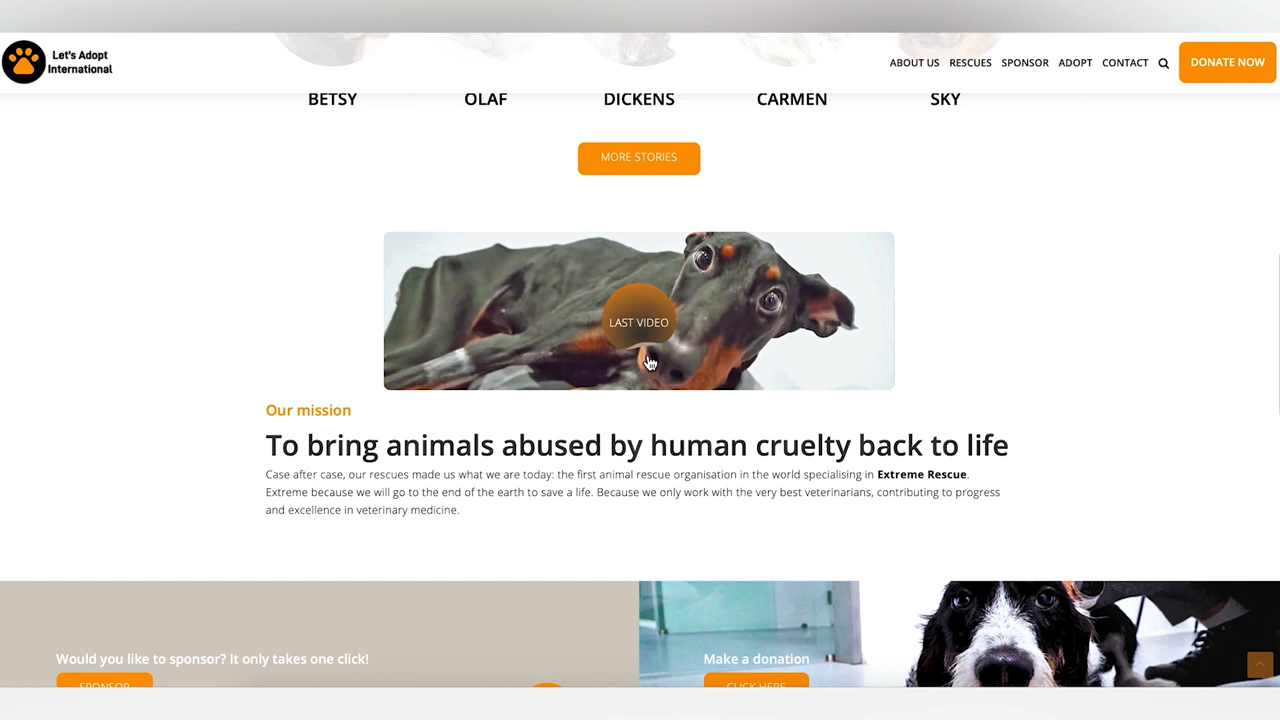 Let's Adopt
International
ABOUT US RESCUES SPONSOR ADOPT CONTACT DONATE NOW
BETSY OLAF DICKENS CARMEN SKY
MORE STORIES
LAST VIDEO
Our mission
To bring animals abused by human cruelty back to life
Case after case, our rescues made us what we are today: the first animal rescue organisation in the world specialising in Extreme Rescue.
Extreme because we will go to the end of the earth to save a life. Because we only work with the very best veterinarians, contributing to progress
and excellence in veterinary medicine.
Would you like to sponsor? It only takes one click!
SPONSOR
Make a donation
CLICK HERE